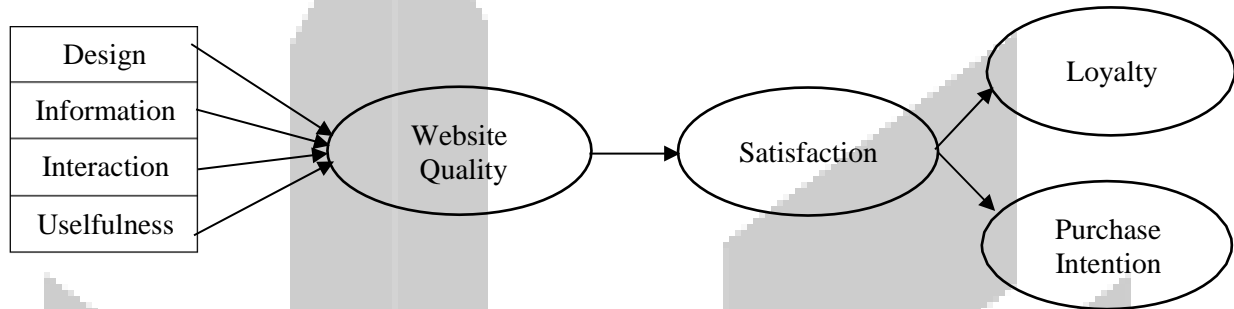 Design
Information
Interaction
Uselfulness
Website
Quality
Satisfaction
Loyalty
Purchase
Intention